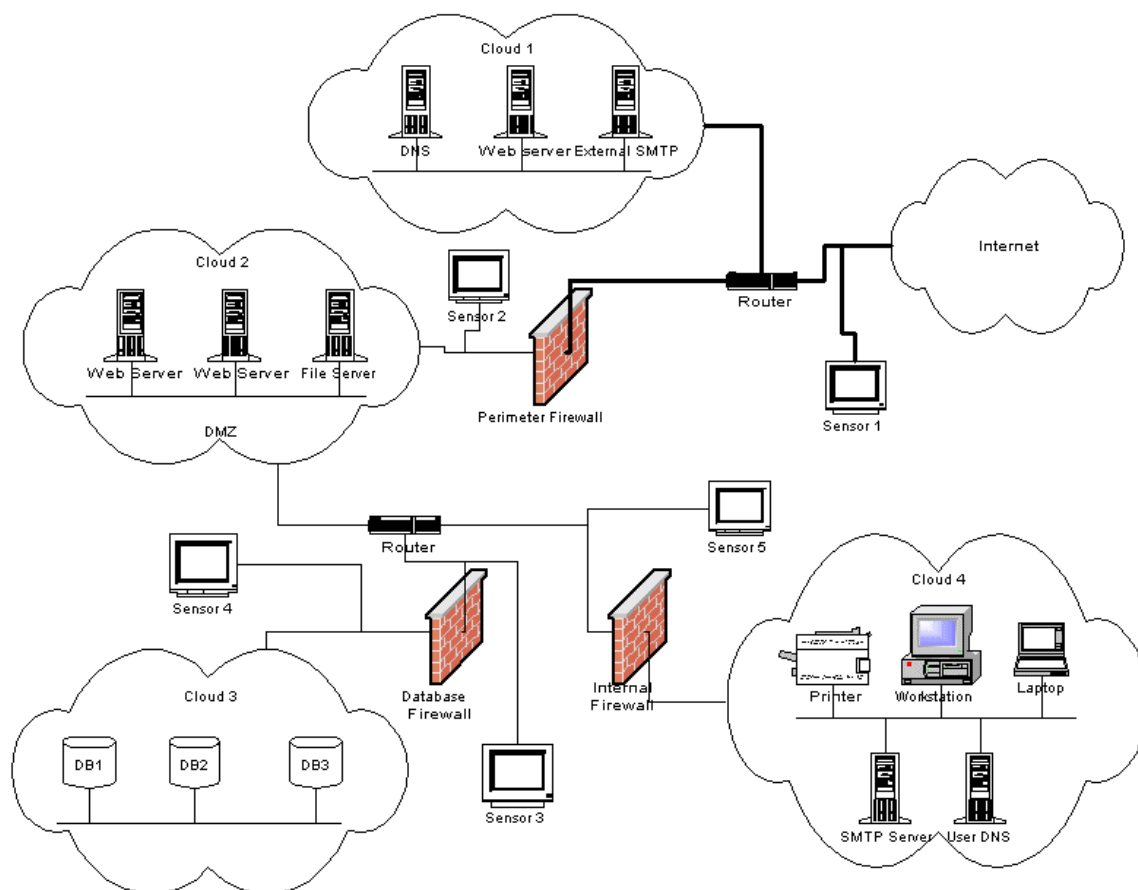 Cloud 1
DNS
Web server
External SMTP
Cloud 2
Sensor 2
Internet
Router
Web Server
Web Server
File Server
Perimeter Firewall
Sensor 1
DMZ
Router
Sensor 5
Sensor 4
Cloud 4
Database
Firewall
Internal
Firewall
Printer
Workstation
Laptop
Cloud 3
DB1
DB2
DB3
Sensor 3
SMTP Server
User DNS